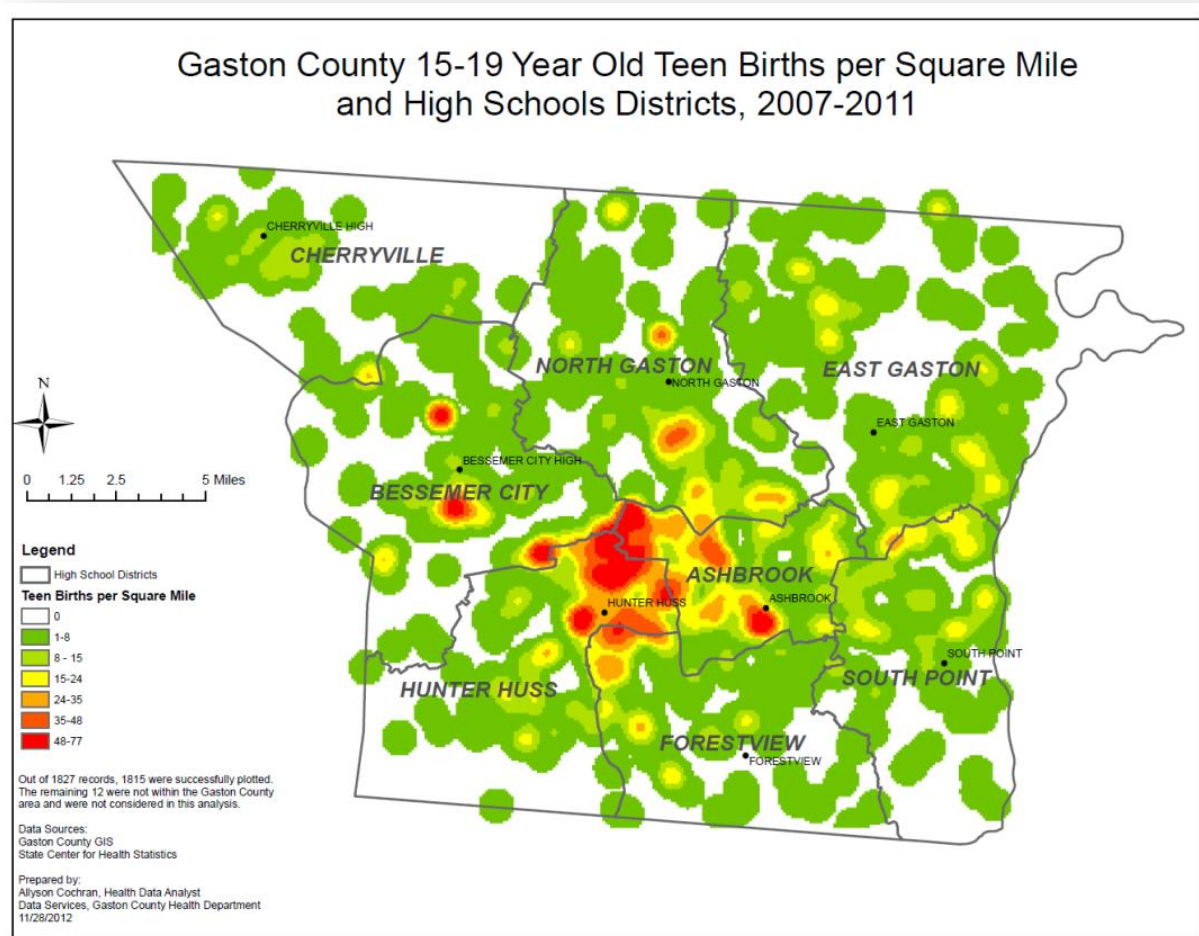 Gaston County 15-19 Year Old Teen Births per Square Mile
and High Schools Districts, 2007-2011
CHERRYVILLE HIGH
CHERRYVILLE
NORTH GASTON
NORTH GASTON
EAST GASTON
EAST GASTON
BESSEMER CITY HIGH
BESSEMER CITY
ASHBROOK
ASHBROOK
HUNTER HUSS
HUNTER HUSS
SOUTH POINT
SOUTH POINT
FORESTVIEW
FORESTVIEW
N
0 1.25 2.5 5 Miles
Legend
High School Districts
Teen Births per Square Mile
0
1-8
8 - 15
15-24
24-35
35-48
48-77
Out of 1827 records, 1815 were successfully plotted.
The remaining 12 were not within the Gaston County
area and were not considered in this analysis.
Data Sources:
Gaston County GIS
State Center for Health Statistics
Prepared by:
Allyson Cochran, Health Data Analyst
Data Services, Gaston County Health Department
11/28/2012